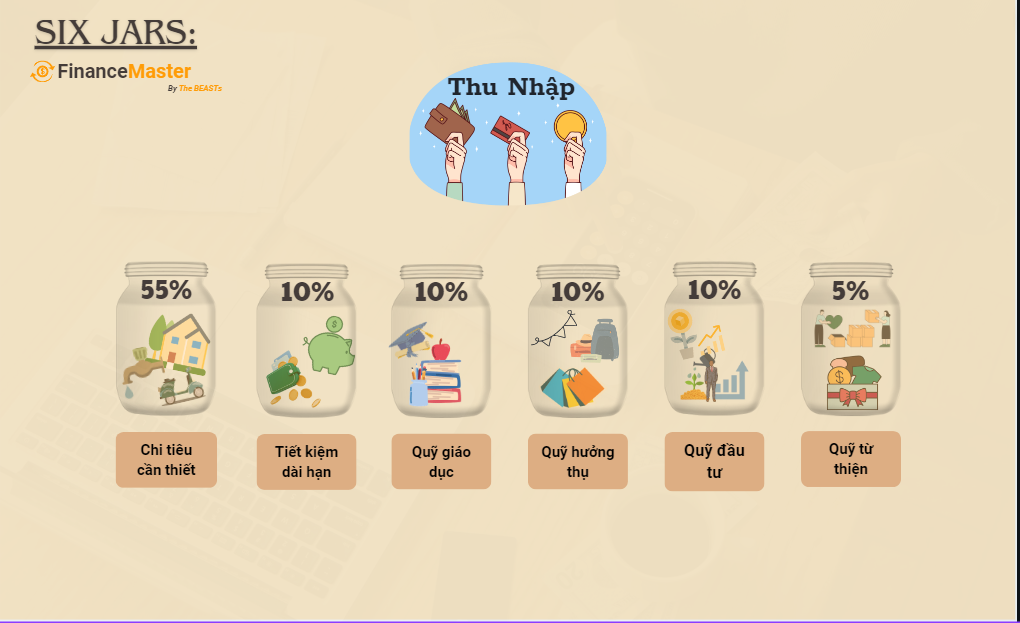 SIX JARS:
FinanceMaster
By The BEASTs
Thu Nhập
55%
10%
10%
10%
10%
5%
Chi tiêu
cần thiết
Tiết kiệm
dài hạn
Quỹ giáo
dục
Quỹ hưởng
thụ
Quỹ đầu
tư
Quỹ từ
thiện